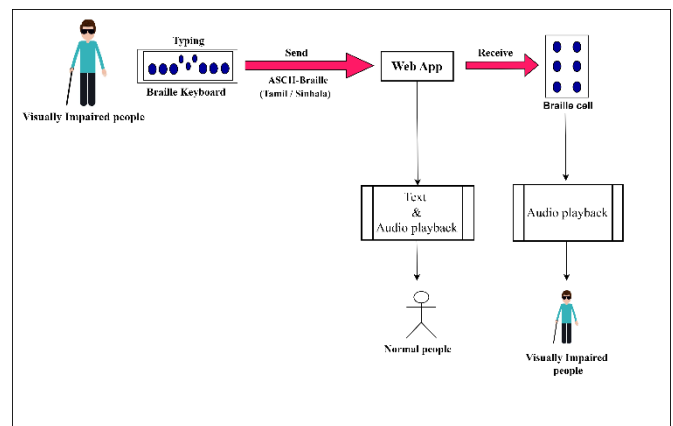 Typing
Braille Keyboard
Visually Impaired people
Send
ASCII-Braille
(Tamil / Sinhala)
Web App
Receive
Braille cell
Text
&
Audio playback
Audio playback
Normal people
Visually Impaired
people